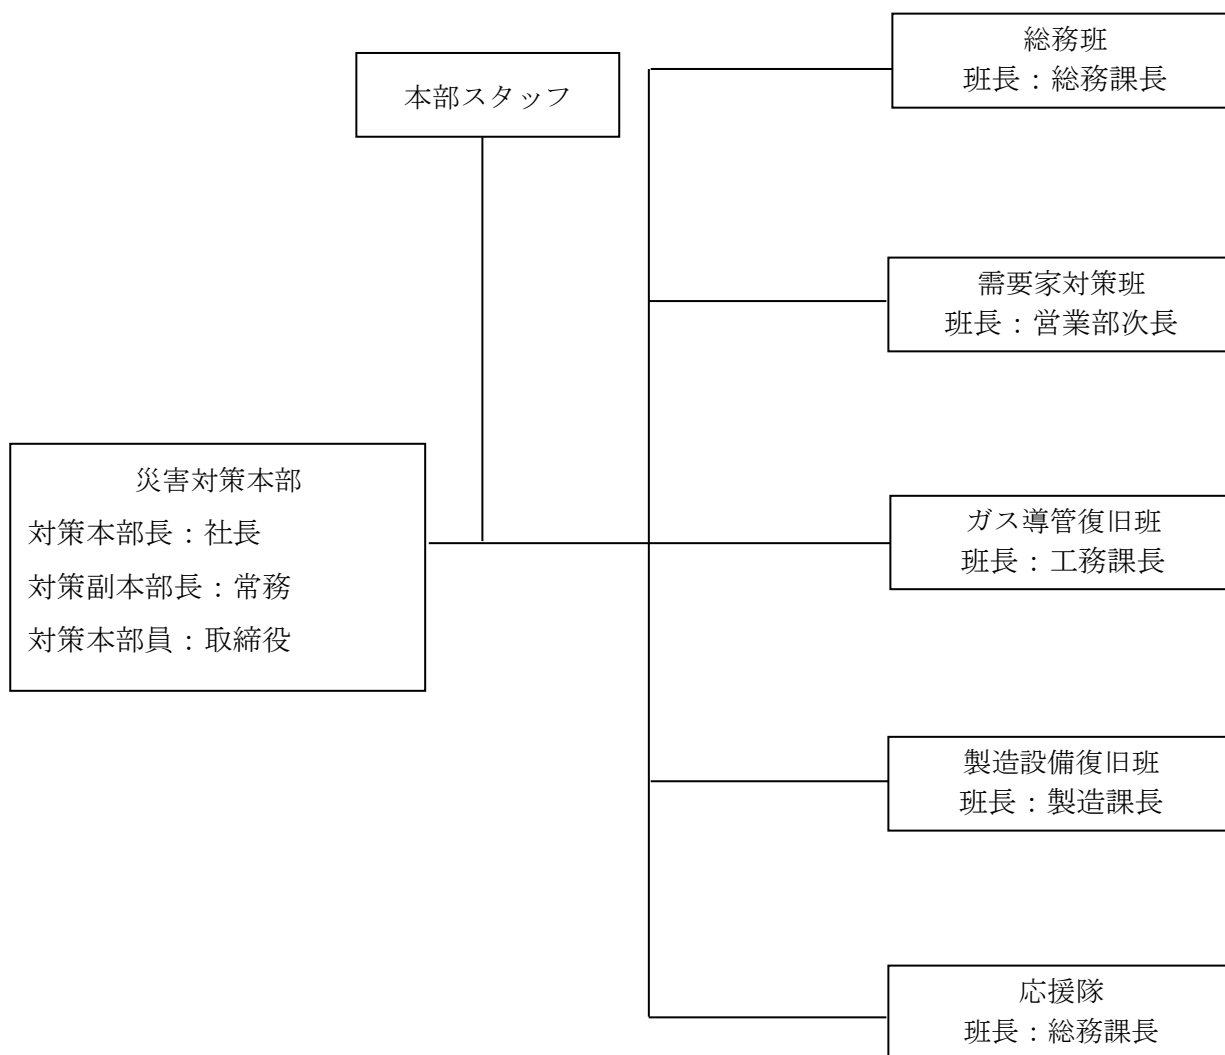 本部スタッフ
災害対策本部
対策本部長：社長
対策副本部長：常務
対策本部員：取締役
総務班
班長：総務課長
需要家対策班
班長：営業部次長
ガス導管復旧班
班長：工務課長
製造設備復旧班
班長：製造課長
応援隊
班長：総務課長